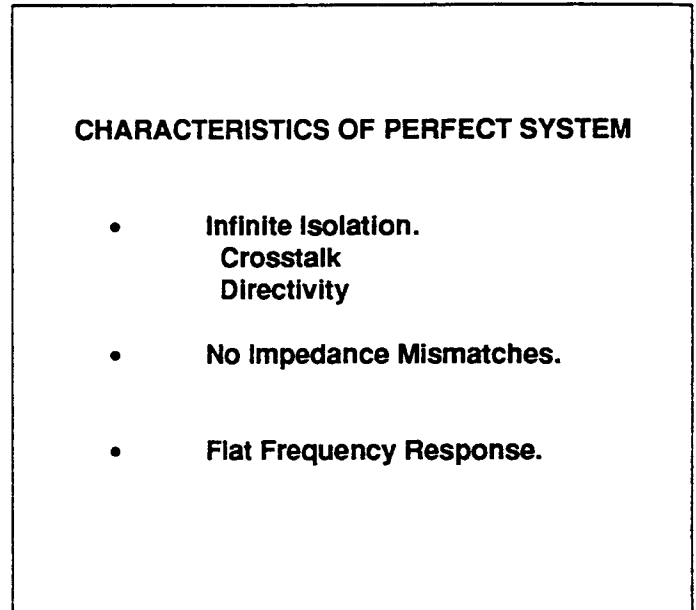 CHARACTERISTICS OF PERFECT SYSTEM
• Infinite Isolation.
Crosstalk
Directivity
• No Impedance Mismatches.
• Flat Frequency Response.